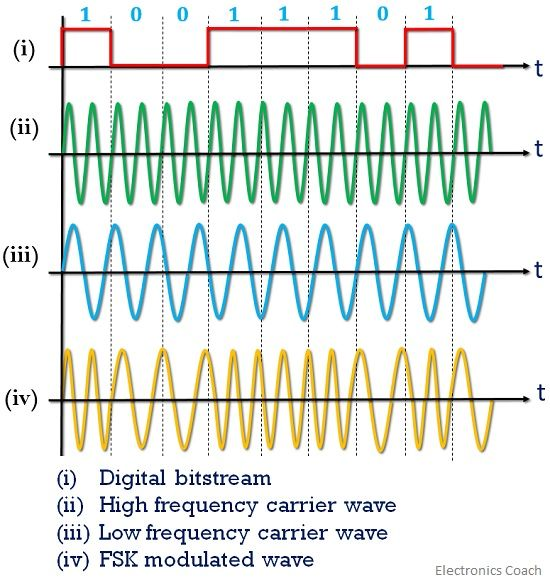 1 0 0 1 1 1 0 1
(i) t
(ii) t
(iii) t
(iv) t
(i) Digital bitstream
(ii) High frequency carrier wave
(iii) Low frequency carrier wave
(iv) FSK modulated wave
Electronics Coach